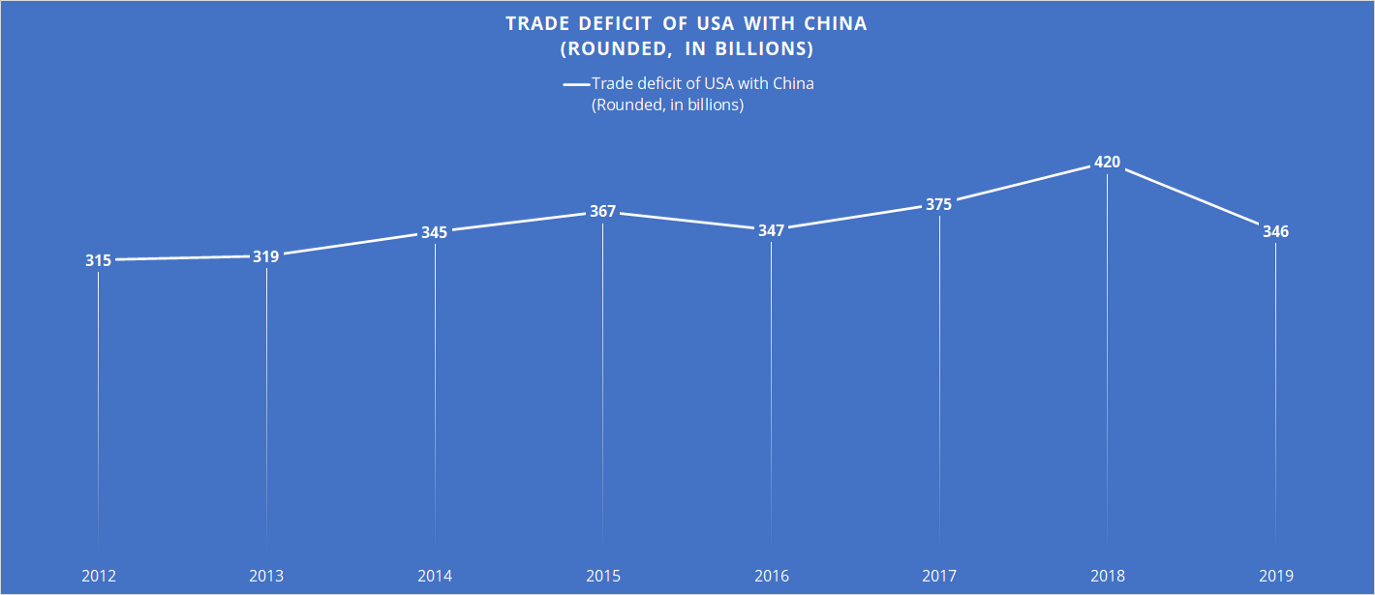 TRADE DEFICIT OF USA WITH CHINA
(ROUNDED, IN BILLIONS)
Trade deficit of USA with China
(Rounded, in billions)
420
375
367
345
347
346
315
319
2012 2013 2014 2015 2016 2017 2018 2019